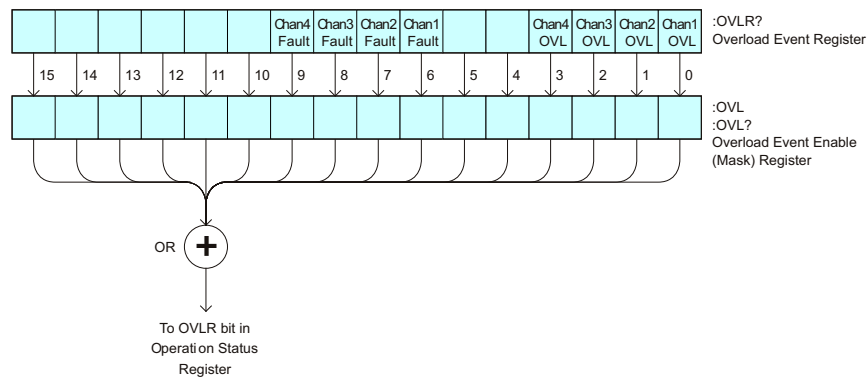 Chan4 Fault Chan3 Fault Chan2 Fault Chan1 Fault Chan4 OVL Chan3 OVL Chan2 OVL Chan1 OVL
:OVLR?
Overload Event Register
15 14 13 12 11 10 9 8 7 6 5 4 3 2 1 0
:OVL
:OVL?
Overload Event Enable
(Mask) Register
OR +
To OVLR bit in
Operation Status
Register